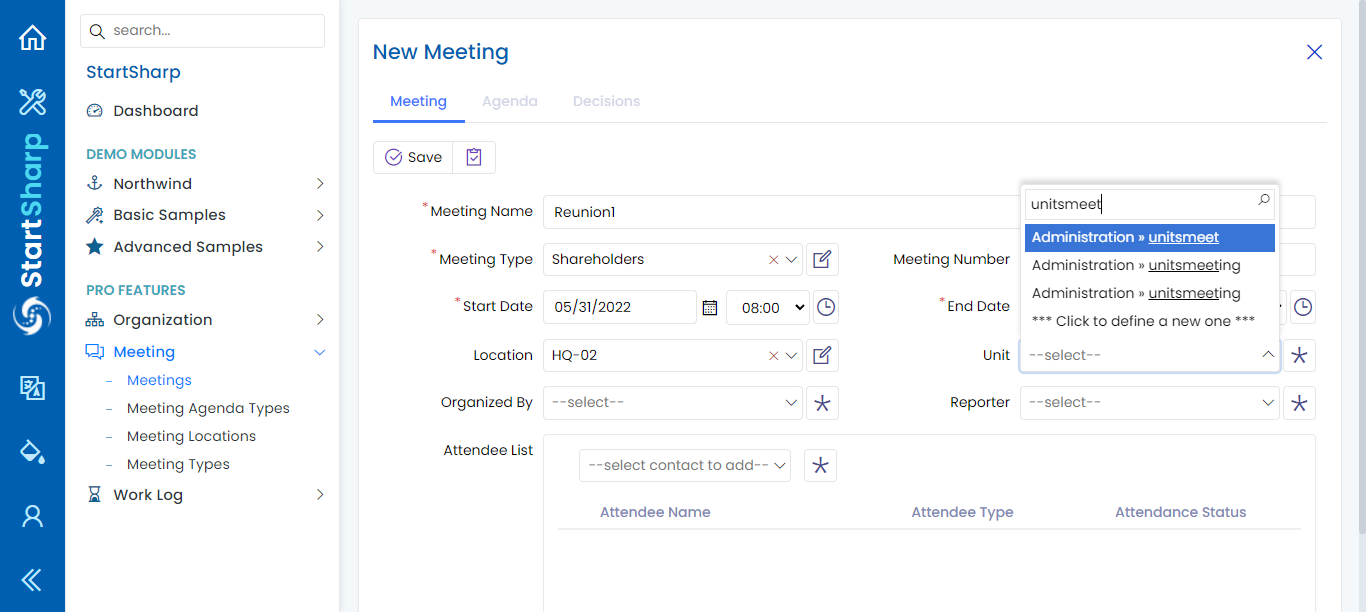 StartSharp
search...
StartSharp
Dashboard
DEMO MODULES
Northwind
Basic Samples
Advanced Samples
PRO FEATURES
Organization
Meeting
Meetings
Meeting Agenda Types
Meeting Locations
Meeting Types
Work Log
New Meeting
Meeting Agenda Decisions
Save
*Meeting Name Reunion1
*Meeting Type Shareholders
Meeting Number
*Start Date 05/31/2022 08:00
*End Date
Location HQ-02
Unit --select--
unitsmeet
Administration » unitsmeet
Administration » unitsmeeting
Administration » unitsmeeting
*** Click to define a new one ***
Organized By --select--
Reporter --select--
Attendee List
--select contact to add--
Attendee Name Attendee Type Attendance Status